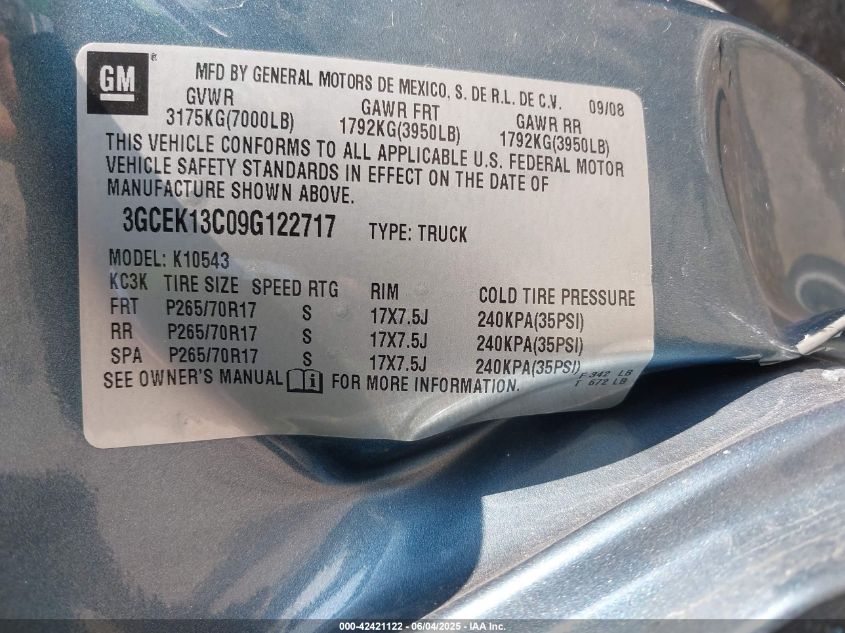 GM ®
MFD BY GENERAL MOTORS DE MEXICO, S. DE R.L. DE C.V. 09/08
GVWR GAWR FRT GAWR RR
3175KG(7000LB) 1792KG(3950LB) 1792KG(3950LB)
THIS VEHICLE CONFORMS TO ALL APPLICABLE U.S. FEDERAL MOTOR
VEHICLE SAFETY STANDARDS IN EFFECT ON THE DATE OF
MANUFACTURE SHOWN ABOVE.
3GCEK13C09G122717 TYPE: TRUCK
MODEL: K10543
KC3K TIRE SIZE SPEED RTG RIM COLD TIRE PRESSURE
FRT P265/70R17 S 17X7.5J 240KPA(35PSI)
RR P265/70R17 S 17X7.5J 240KPA(35PSI)
SPA P265/70R17 S 17X7.5J 240KPA(35PSI)
SEE OWNER'S MANUAL FOR MORE INFORMATION.
F 342 LB
T 672 LB
000-42421122 - 06/04/2025 - IAA Inc.